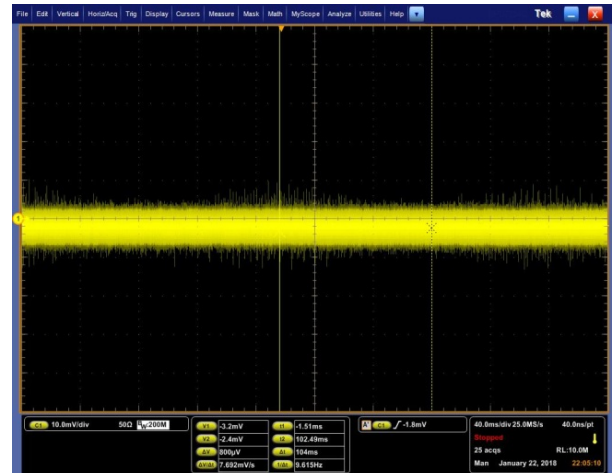 File Edit Vertical Horiz/Acq Trig Display Cursors Measure Mask Math MyScope Analyze Utilities Help Tek X
1
C1 10.0mV/div 50Ω BW:200M
V1 -3.2mV t1 -1.51ms
V2 -2.4mV t2 102.49ms
ΔV 800µV Δt 104ms
ΔV/Δt 7.692mV/s 1/Δt 9.615Hz
A' C1 -1.8mV
40.0ms/div 25.0MS/s 40.0ns/pt
Stopped
25 acqs RL:10.0M
Man January 22, 2018 22:05:10